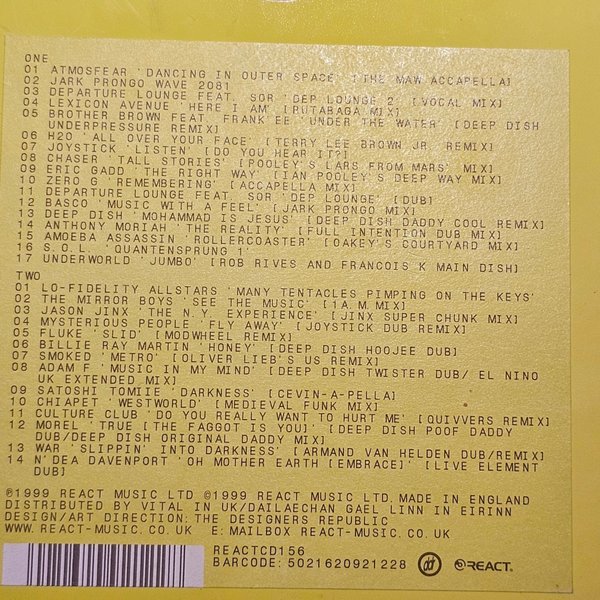 ONE
01 ATMOSFEAR 'DANCING IN OUTER SPACE' [THE MAW ACCAPELLA]
02 JARK PRONGO 'WAVE 2081'
03 DEPARTURE LOUNGE FEAT. SOR 'DEP LOUNGE 2' [VOCAL MIX]
04 LEXICON AVENUE 'HERE I AM' [RUTABAGA MIX]
05 BROTHER BROWN FEAT. FRANK'EE 'UNDER THE WATER' [DEEP DISH
UNDERPRESSURE REMIX]
06 H2O 'ALL OVER YOUR FACE' [TERRY LEE BROWN JR. REMIX]
07 JOYSTICK 'LISTEN' [DO YOU HEAR IT?]
08 CHASER 'TALL STORIES' [POOLEY'S LARS FROM MARS' MIX]
09 ERIC GADD 'THE RIGHT WAY' [IAN POOLEY'S DEEP WAY MIX]
10 ZERO G 'REMEMBERING' [ACCAPELLA MIX]
11 DEPARTURE LOUNGE FEAT. SOR 'DEP LOUNGE' [DUB]
12 BASCO 'MUSIC WITH A FEEL' [JARK PRONGO MIX]
13 DEEP DISH 'MOHAMMAD IS JESUS' [DEEP DISH DADDY COOL REMIX]
14 ANTHONY MORIAH 'THE REALITY' [FULL INTENTION DUB MIX]
15 AMOEBA ASSASSIN 'ROLLERCOASTER' [OAKEY'S COURTYARD MIX]
16 S.O.L.L 'QUANTENSPRUNG 1'
17 UNDERWORLD 'JUMBO' [ROB RIVES AND FRANCOIS K MAIN DISH]
TWO
01 LO-FIDELITY ALLSTARS 'MANY TENTACLES PIMPING ON THE KEYS'
02 THE MIRROR BOYS 'SEE THE MUSIC' [1A.M. MIX]
03 JASON JINX 'THE N.Y. EXPERIENCE' [JINX SUPER CHUNK MIX]
04 MYSTERIOUS PEOPLE 'FLY AWAY' [JOYSTICK DUB REMIX]
05 FLUKE 'SLID' [MODWHEEL REMIX]
06 BILLIE RAY MARTIN 'HONEY' [DEEP DISH HOOJEE DUB]
07 SMOKED 'METRO' [OLIVER LIEB'S US REMIX]
08 ADAM F 'MUSIC IN MY MIND' [DEEP DISH TWISTER DUB/ EL NINO
UK EXTENDED MIX]
09 SATOSHI TOMIIE 'DARKNESS' [CEVIN-A-PELLA]
10 CHIAPET 'WESTWORLD' [MEDIEVAL FUNK MIX]
11 CULTURE CLUB 'DO YOU REALLY WANT TO HURT ME' [QUIVVERS REMIX]
12 MOREL 'TRUE [THE FAGGOT IS YOU]' [DEEP DISH POOF DADDY
DUB/DEEP DISH ORIGINAL DADDY MIX]
13 WAR 'SLIPPIN' INTO DARKNESS' [ARMAND VAN HELDEN DUB/REMIX]
14 N'DEA DAVENPORT 'OH MOTHER EARTH [EMBRACE]' [LIVE ELEMENT
DUB]
℗1999 REACT MUSIC LTD. ©1999 REACT MUSIC LTD. MADE IN ENGLAND
DISTRIBUTED BY VITAL IN UK/DAILAECHAN GAEL LINN IN EIRINN
DESIGN/ART DIRECTION: THE DESIGNERS REPUBLIC
WWW.REACT-MUSIC.CO.UK E: MAILBOX REACT-MUSIC.CO.UK
REACTCD156
BARCODE: 5021620921228 REACT.